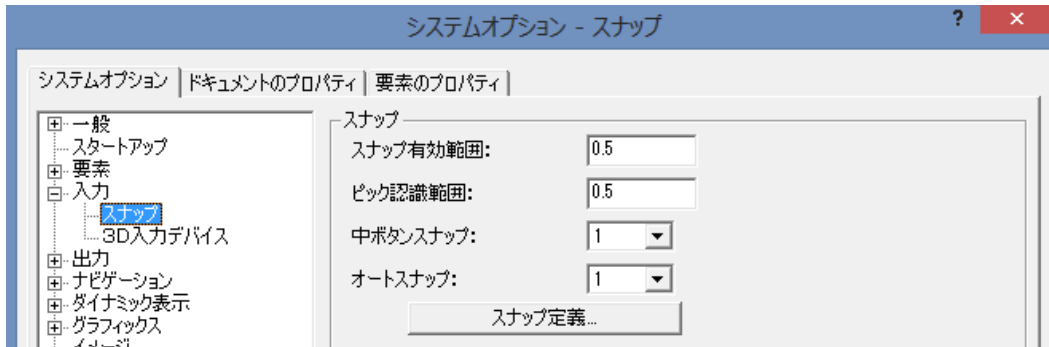 システムオプション - スナップ
? ×
システムオプション ドキュメントのプロパティ 要素のプロパティ
一般
スタートアップ
要素
入力
スナップ
3D入力デバイス
出力
ナビゲーション
ダイナミック表示
グラフィックス
スナップ
スナップ有効範囲: 0.5
ピック認識範囲: 0.5
中ボタンスナップ: 1
オートスナップ: 1
スナップ定義...